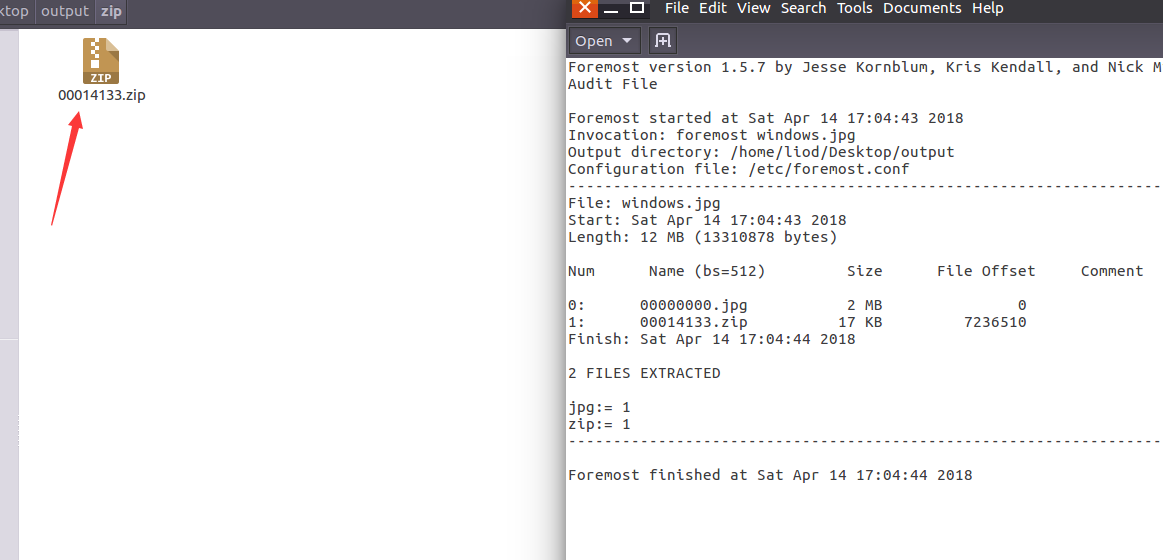 ktop output zip
ZIP
00014133.zip
File Edit View Search Tools Documents Help
Open
Foremost version 1.5.7 by Jesse Kornblum, Kris Kendall, and Nick M
Audit File
Foremost started at Sat Apr 14 17:04:43 2018
Invocation: foremost windows.jpg
Output directory: /home/liod/Desktop/output
Configuration file: /etc/foremost.conf
------------------------------------------------------------------
File: windows.jpg
Start: Sat Apr 14 17:04:43 2018
Length: 12 MB (13310878 bytes)
Num Name (bs=512) Size File Offset Comment
0: 00000000.jpg 2 MB 0
1: 00014133.zip 17 KB 7236510
Finish: Sat Apr 14 17:04:44 2018
2 FILES EXTRACTED
jpg:= 1
zip:= 1
------------------------------------------------------------------
Foremost finished at Sat Apr 14 17:04:44 2018